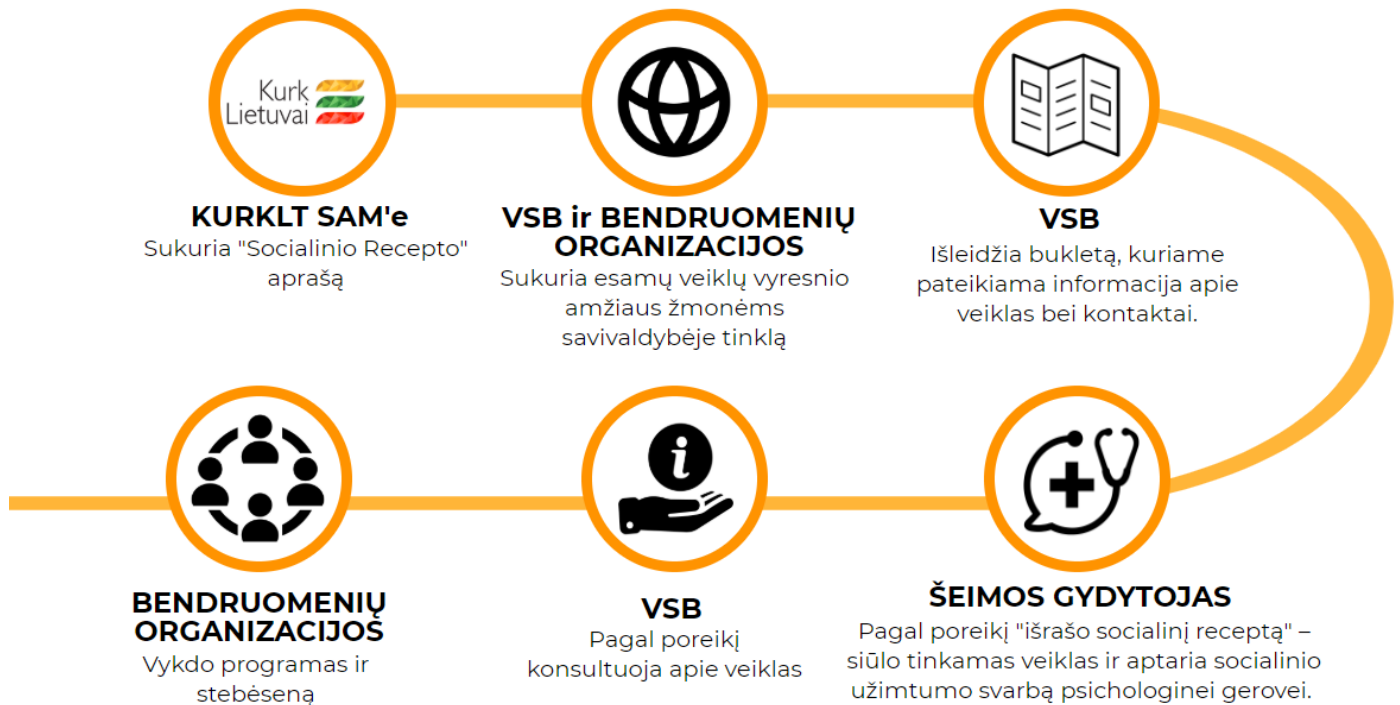 Kurk
Lietuvai
KURKLT SAM'e
Sukuria "Socialinio Recepto"
aprašą
VSB ir BENDRUOMENIŲ
ORGANIZACIJOS
Sukuria esamų veiklų vyresnio
amžiaus žmonėms
savivaldybėje tinklą
VSB
Išleidžia bukletą, kuriame
pateikiama informacija apie
veiklas bei kontaktai.
BENDRUOMENIŲ
ORGANIZACIJOS
Vykdo programas ir
stebėseną
i
VSB
Pagal poreikį
konsultuoja apie veiklas
ŠEIMOS GYDYTOJAS
Pagal poreikį "išrašo socialinį receptą" –
siūlo tinkamas veiklas ir aptaria socialinio
užimtumo svarbą psichologinei gerovei.